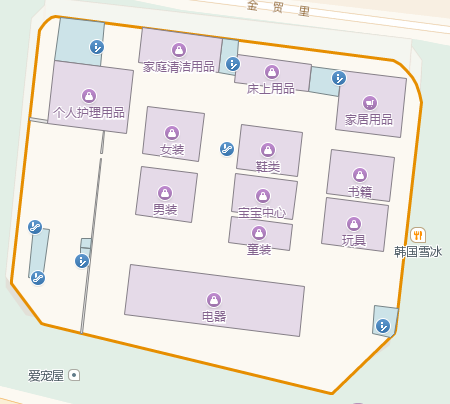 金贸里
家庭清洁用品
床上用品
个人护理用品
家居用品
女装
鞋类
书籍
男装
宝宝中心
玩具
童装
韩国雪冰
电器
爱宠屋